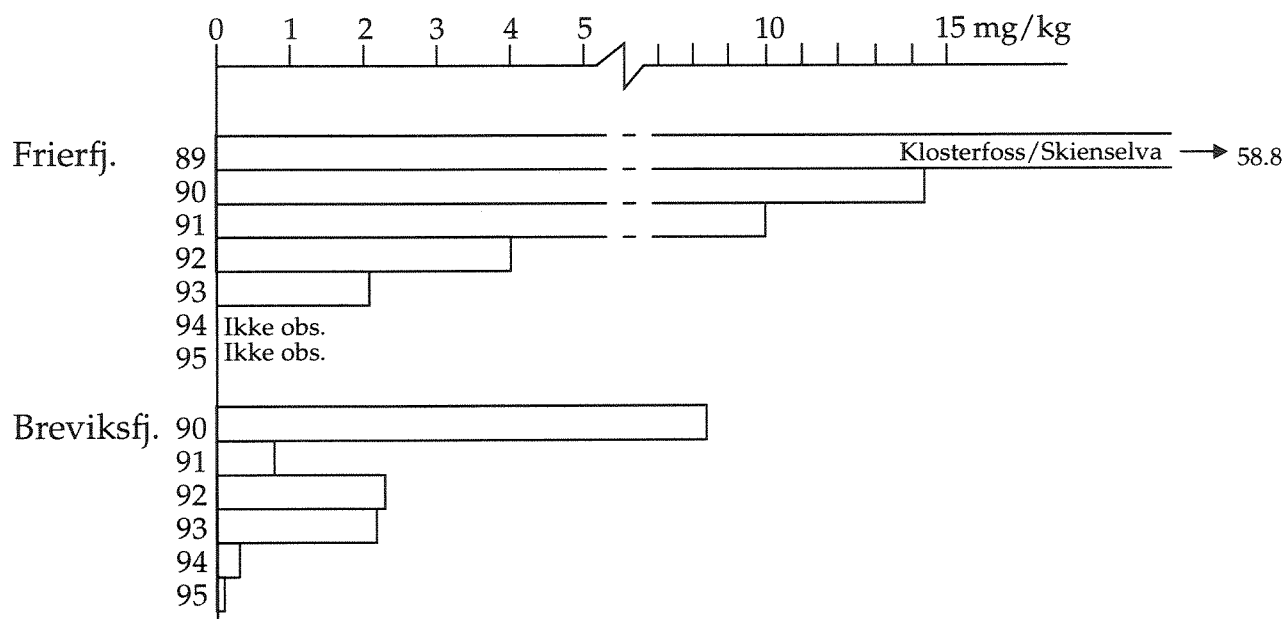 0 1 2 3 4 5 10 15 mg/kg
Frierfj. 89 Klosterfoss/Skienselva → 58.8
90
91
92
93
94 Ikke obs.
95 Ikke obs.
Breviksfj. 90
91
92
93
94
95